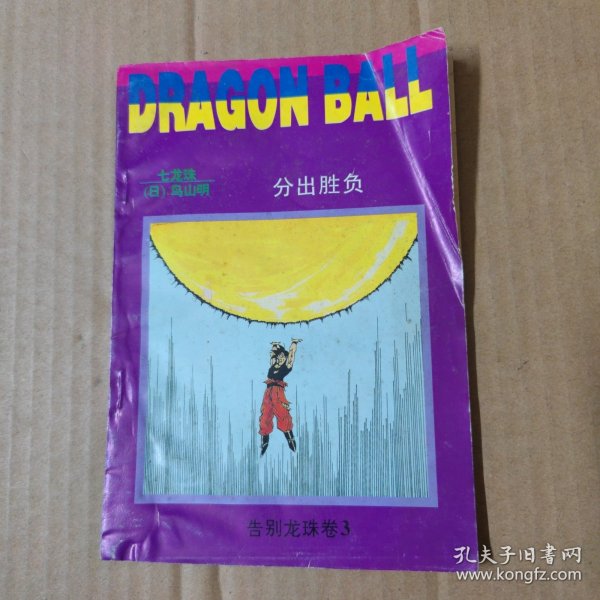 DRAGON BALL
七龙珠
(日)鸟山明
分出胜负
告别龙珠卷3
孔夫子旧书网
www.kongfz.com